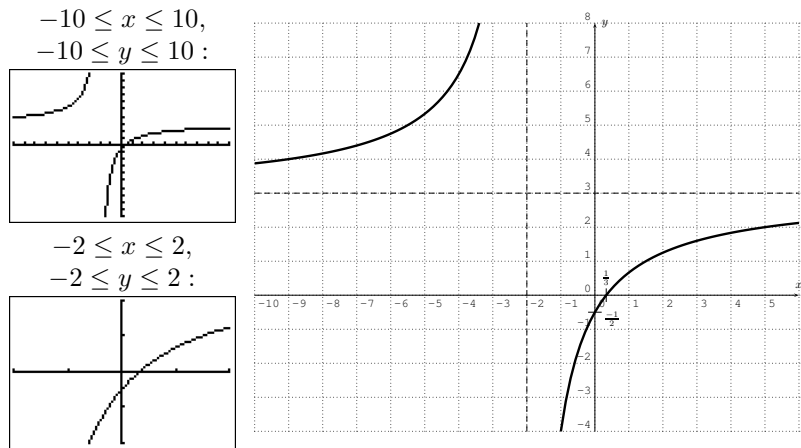 −10 ≤ x ≤ 10,
−10 ≤ y ≤ 10 :
−2 ≤ x ≤ 2,
−2 ≤ y ≤ 2 :
y
8
7
6
5
4
3
2
1
0
−1
−2
−3
−4
−10 −9 −8 −7 −6 −5 −4 −3 −2 −1 0 1 2 3 4 5 x
1/3
−1/2